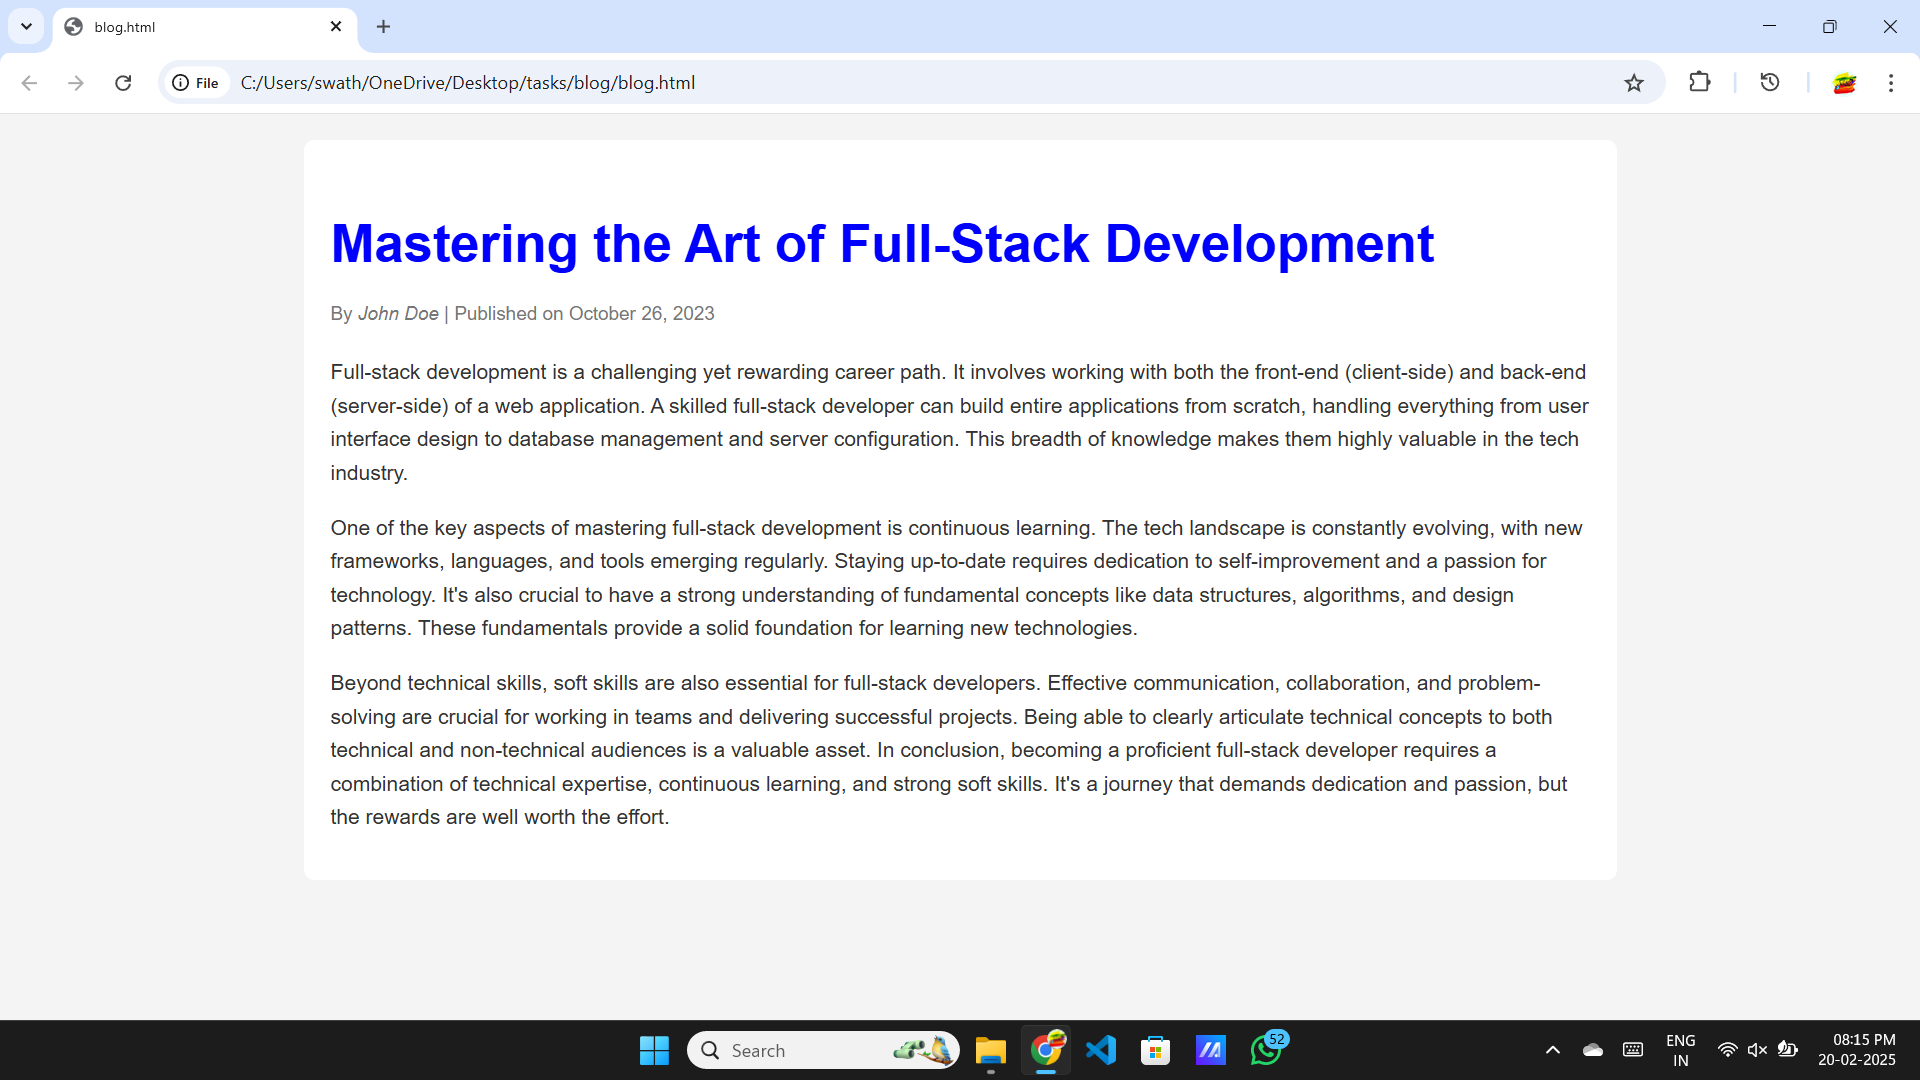 blog.html
File
C:/Users/swath/OneDrive/Desktop/tasks/blog/blog.html
Mastering the Art of Full-Stack Development
By John Doe | Published on October 26, 2023
Full-stack development is a challenging yet rewarding career path. It involves working with both the front-end (client-side) and back-end
(server-side) of a web application. A skilled full-stack developer can build entire applications from scratch, handling everything from user
interface design to database management and server configuration. This breadth of knowledge makes them highly valuable in the tech
industry.
One of the key aspects of mastering full-stack development is continuous learning. The tech landscape is constantly evolving, with new
frameworks, languages, and tools emerging regularly. Staying up-to-date requires dedication to self-improvement and a passion for
technology. It's also crucial to have a strong understanding of fundamental concepts like data structures, algorithms, and design
patterns. These fundamentals provide a solid foundation for learning new technologies.
Beyond technical skills, soft skills are also essential for full-stack developers. Effective communication, collaboration, and problem-
solving are crucial for working in teams and delivering successful projects. Being able to clearly articulate technical concepts to both
technical and non-technical audiences is a valuable asset. In conclusion, becoming a proficient full-stack developer requires a
combination of technical expertise, continuous learning, and strong soft skills. It's a journey that demands dedication and passion, but
the rewards are well worth the effort.
Search
52
ENG
IN
08:15 PM
20-02-2025